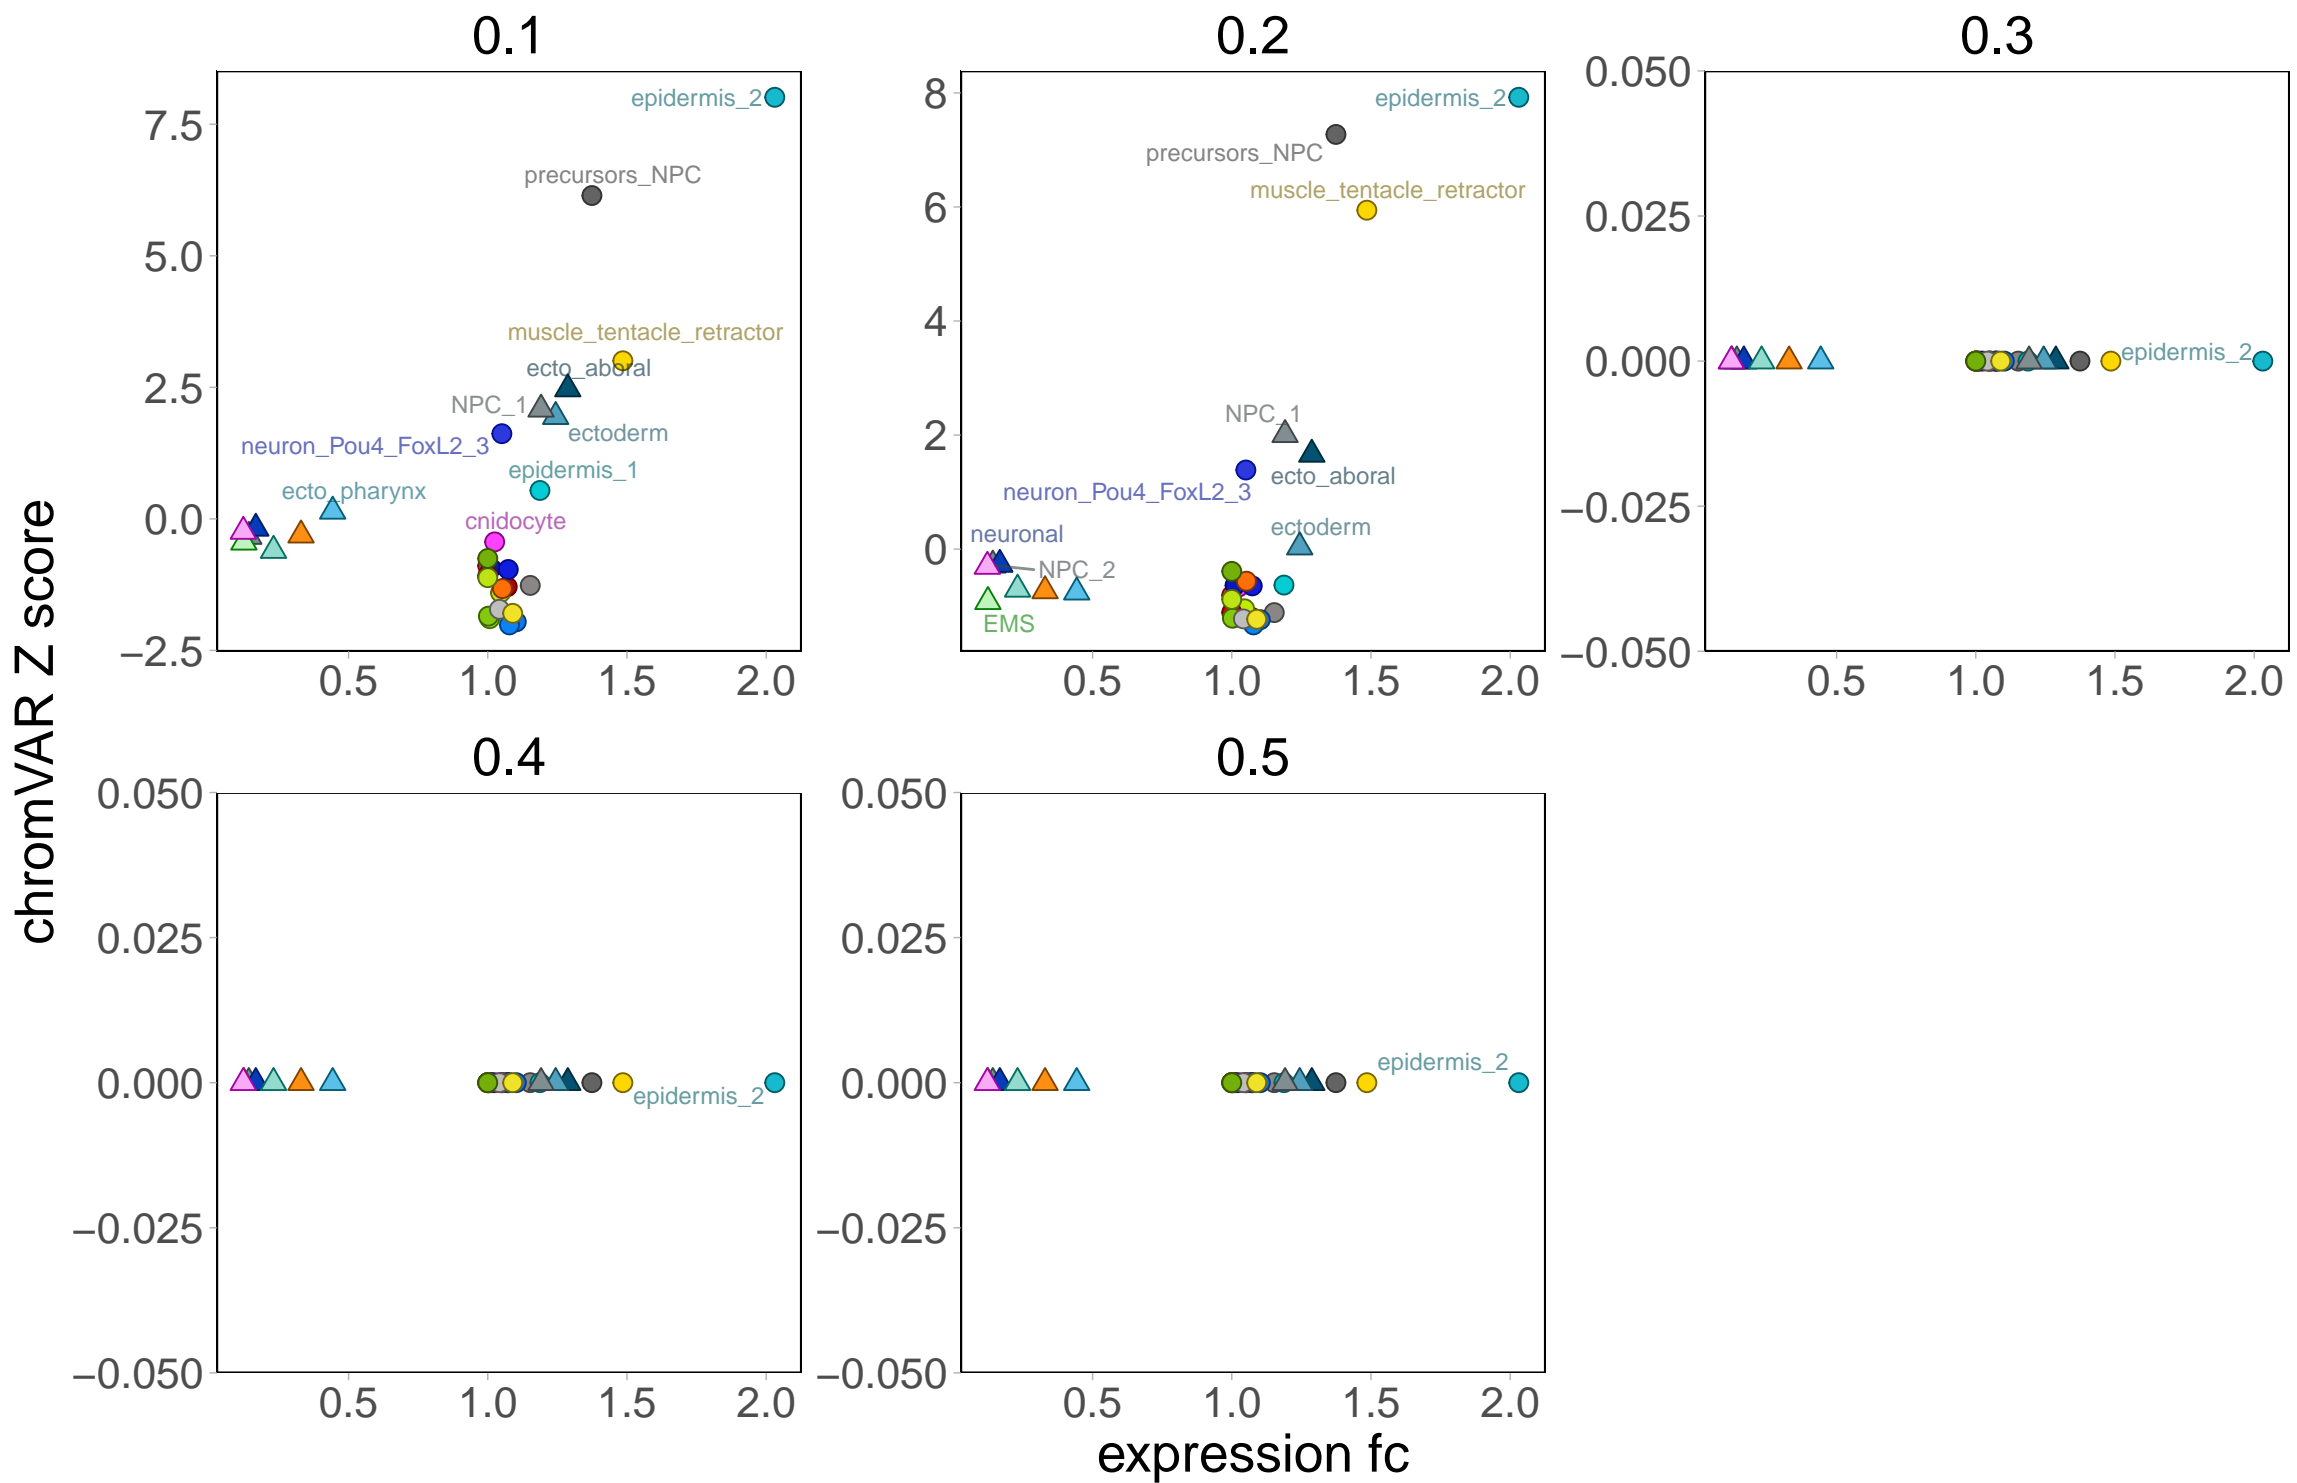 0.1
0.2
0.3
7.5
5.0
2.5
0.0
−2.5
epidermis_2
precursors_NPC
muscle_tentacle_retractor
ecto_aboral
NPC_1
ectoderm
neuron_Pou4_FoxL2_3
epidermis_1
ecto_pharynx
cnidocyte
0.5 1.0 1.5 2.0
8
6
4
2
0
epidermis_2
precursors_NPC
muscle_tentacle_retractor
NPC_1
ecto_aboral
neuron_Pou4_FoxL2_3
neuronal
ectoderm
NPC_2
EMS
0.5 1.0 1.5 2.0
0.050
0.025
0.000
−0.025
−0.050
epidermis_2
0.5 1.0 1.5 2.0
chromVAR Z score
0.4
0.5
0.050
0.025
0.000
−0.025
−0.050
epidermis_2
0.5 1.0 1.5 2.0
0.050
0.025
0.000
−0.025
−0.050
epidermis_2
0.5 1.0 1.5 2.0
expression fc